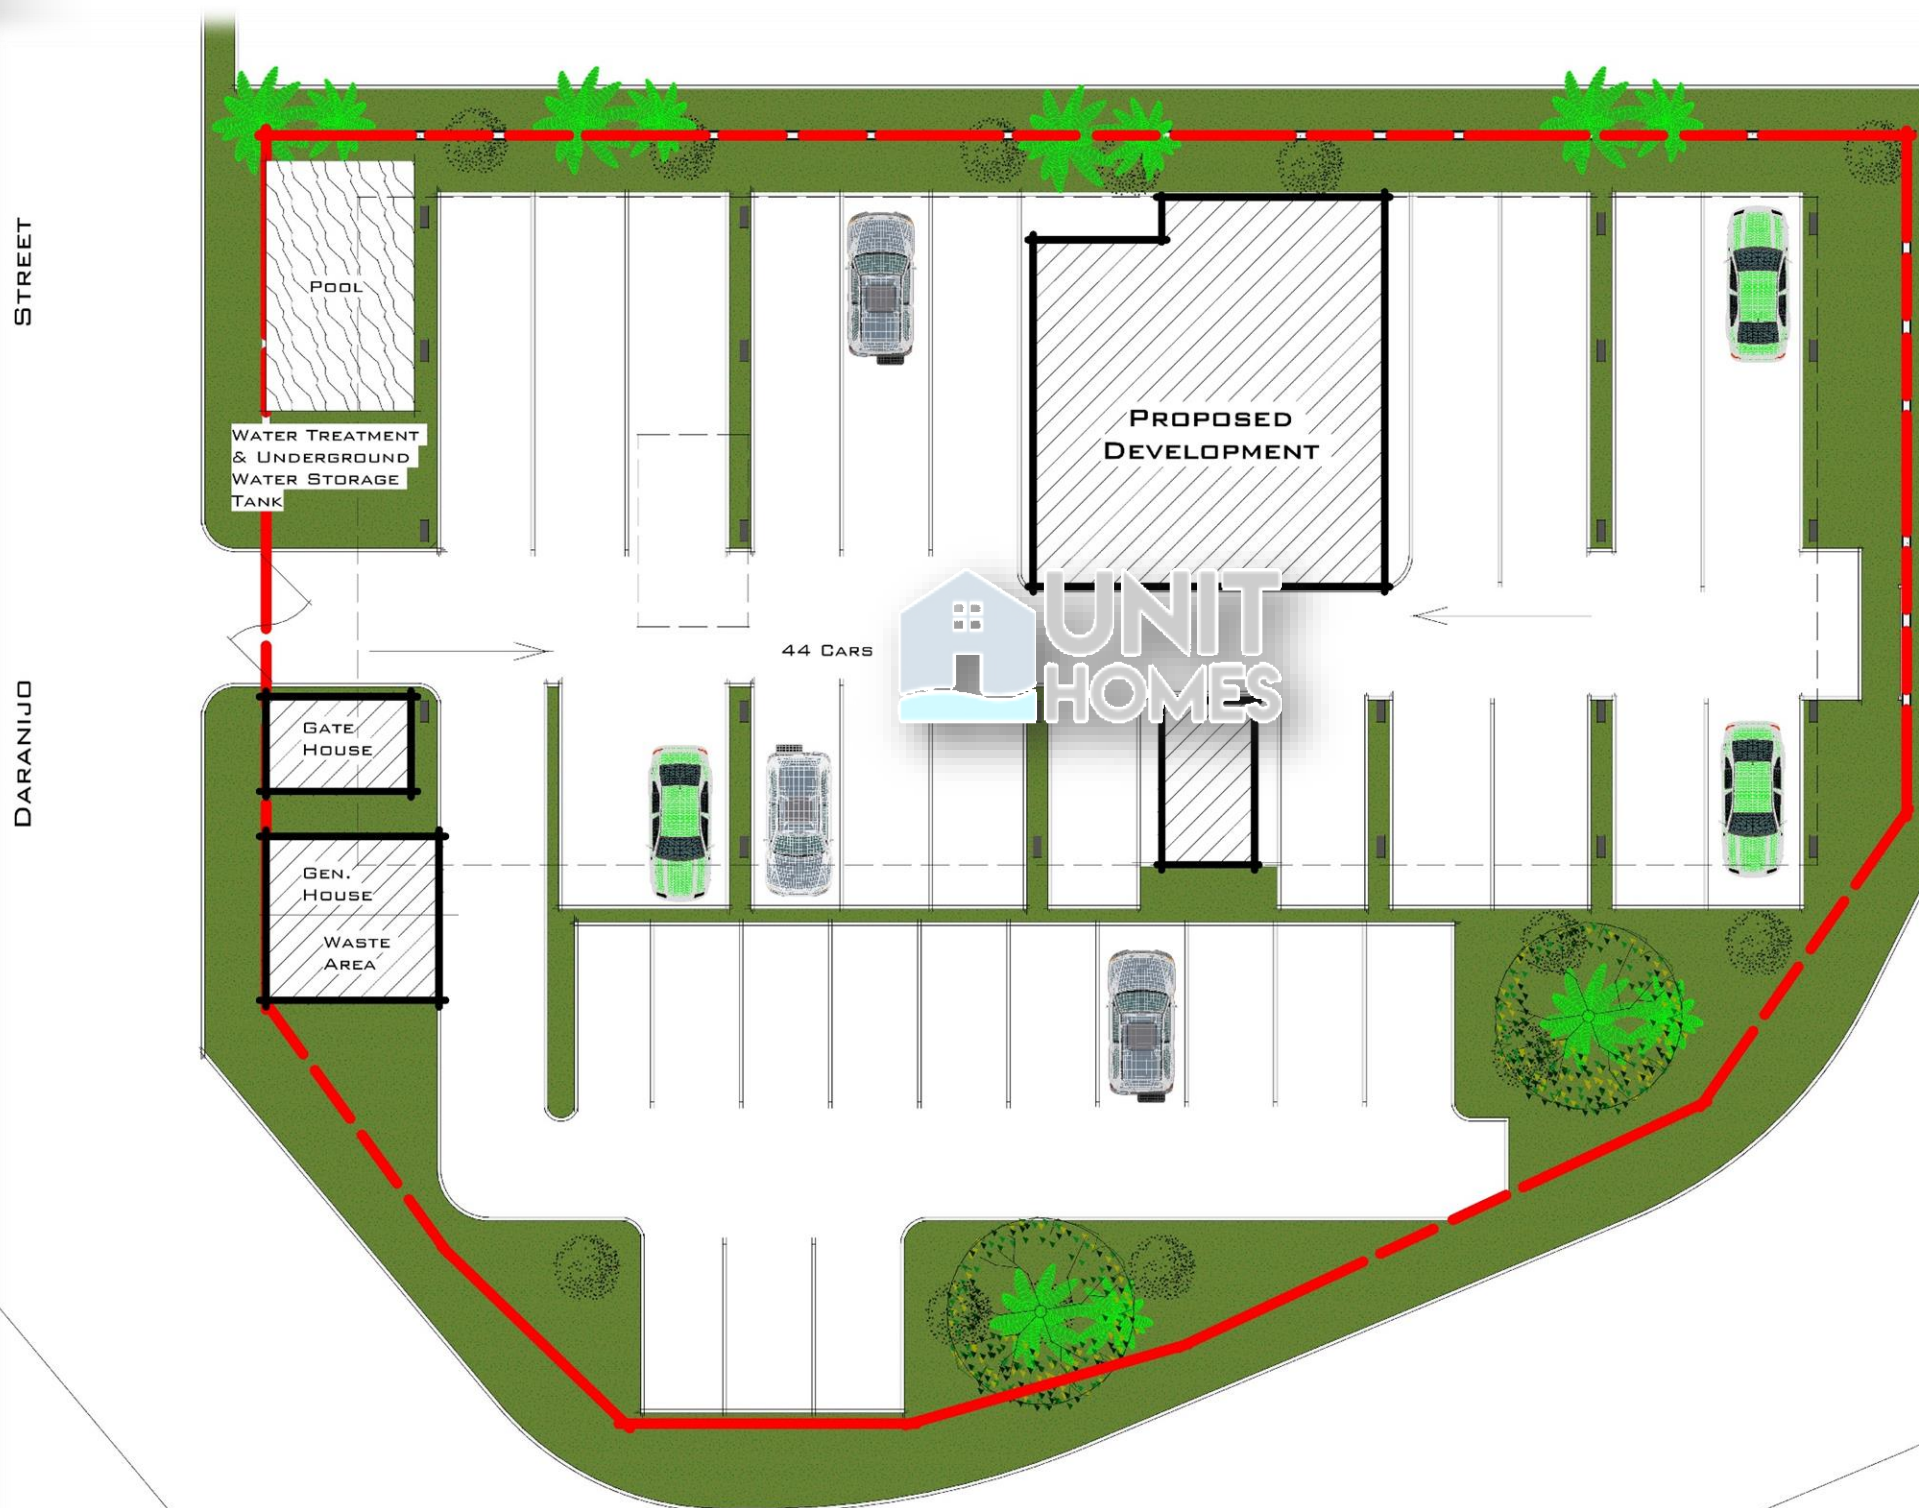 STREET
DARANIJO
POOL
WATER TREATMENT
& UNDERGROUND
WATER STORAGE
TANK
PROPOSED
DEVELOPMENT
44 CARS
UNIT
HOMES
GATE
HOUSE
GEN.
HOUSE
WASTE
AREA